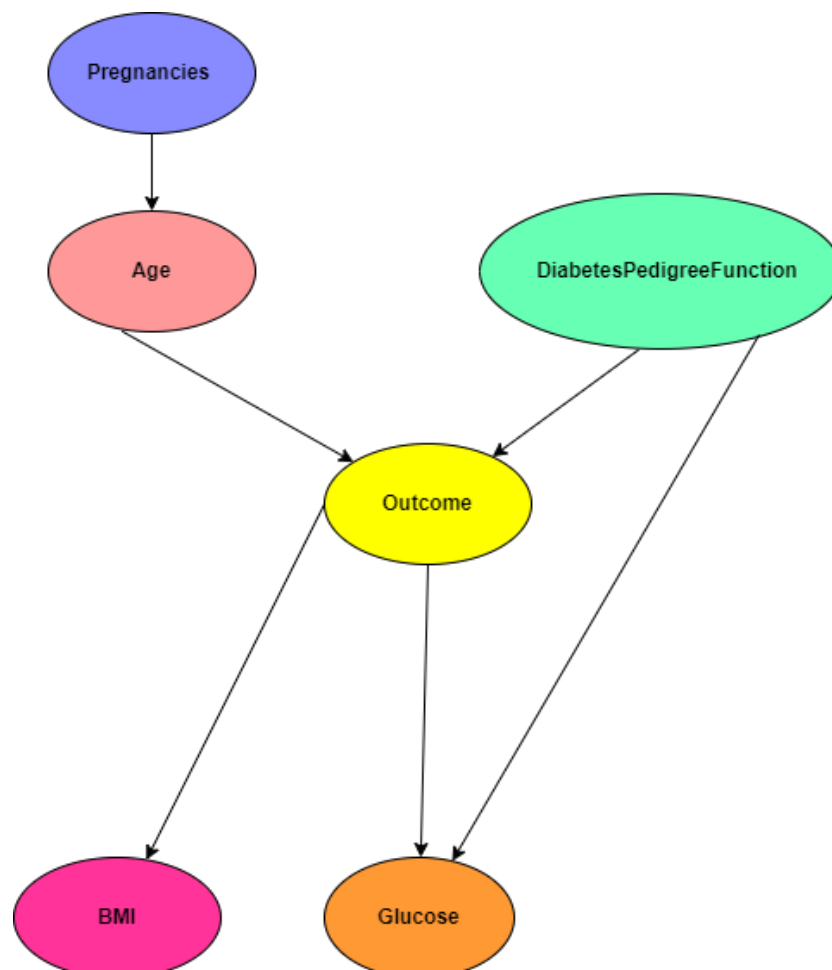 Pregnancies
Age
DiabetesPedigreeFunction
Outcome
BMI
Glucose